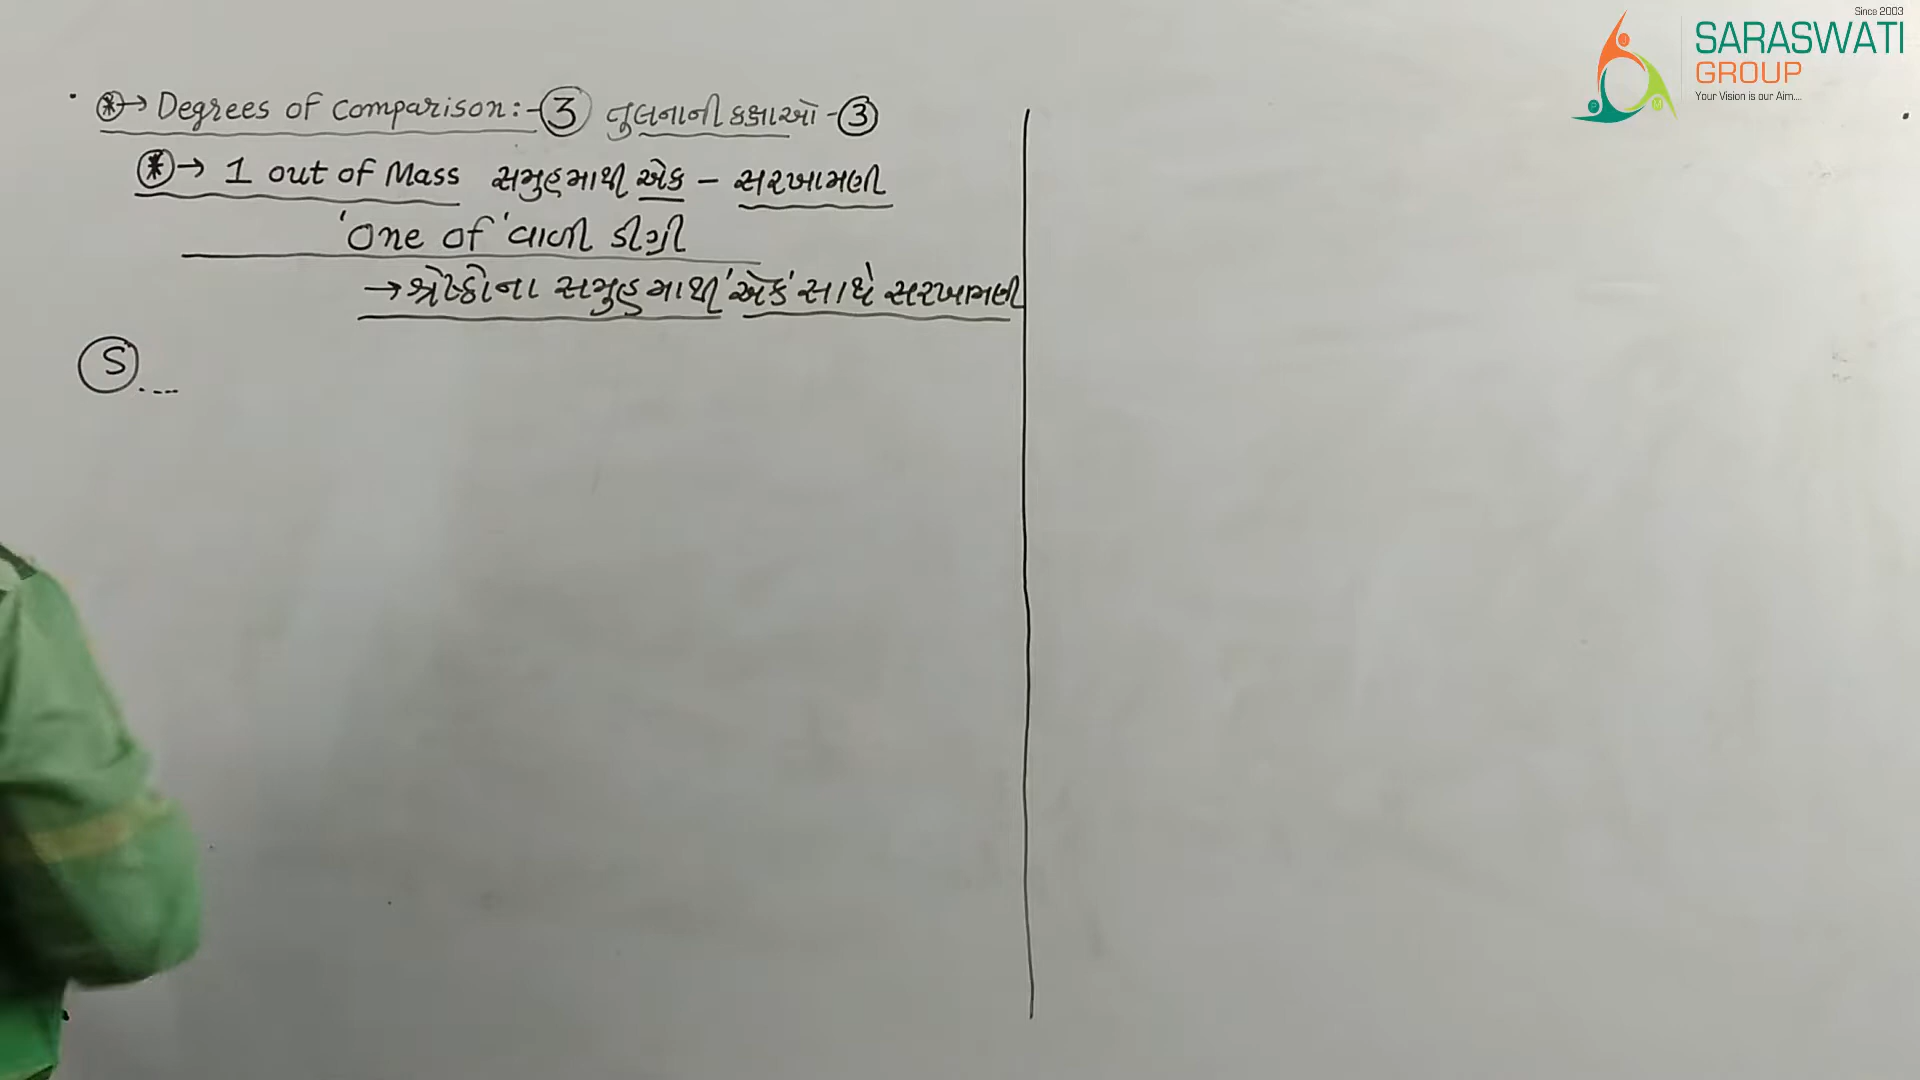 ⊛→ Degrees of comparison:-③ તુલનાની કક્ષાઓ -③
⊛→ 1 out of Mass સમુહમાથી એક - સરખામણી
'One of' વાળી ડીગ્રી
→શ્રેષ્ઠોના સમુહમાથી 'એક' સાથે સરખામણી
Ⓢ....
Since 2003
SARASWATI
GROUP
Your Vision is our Aim....